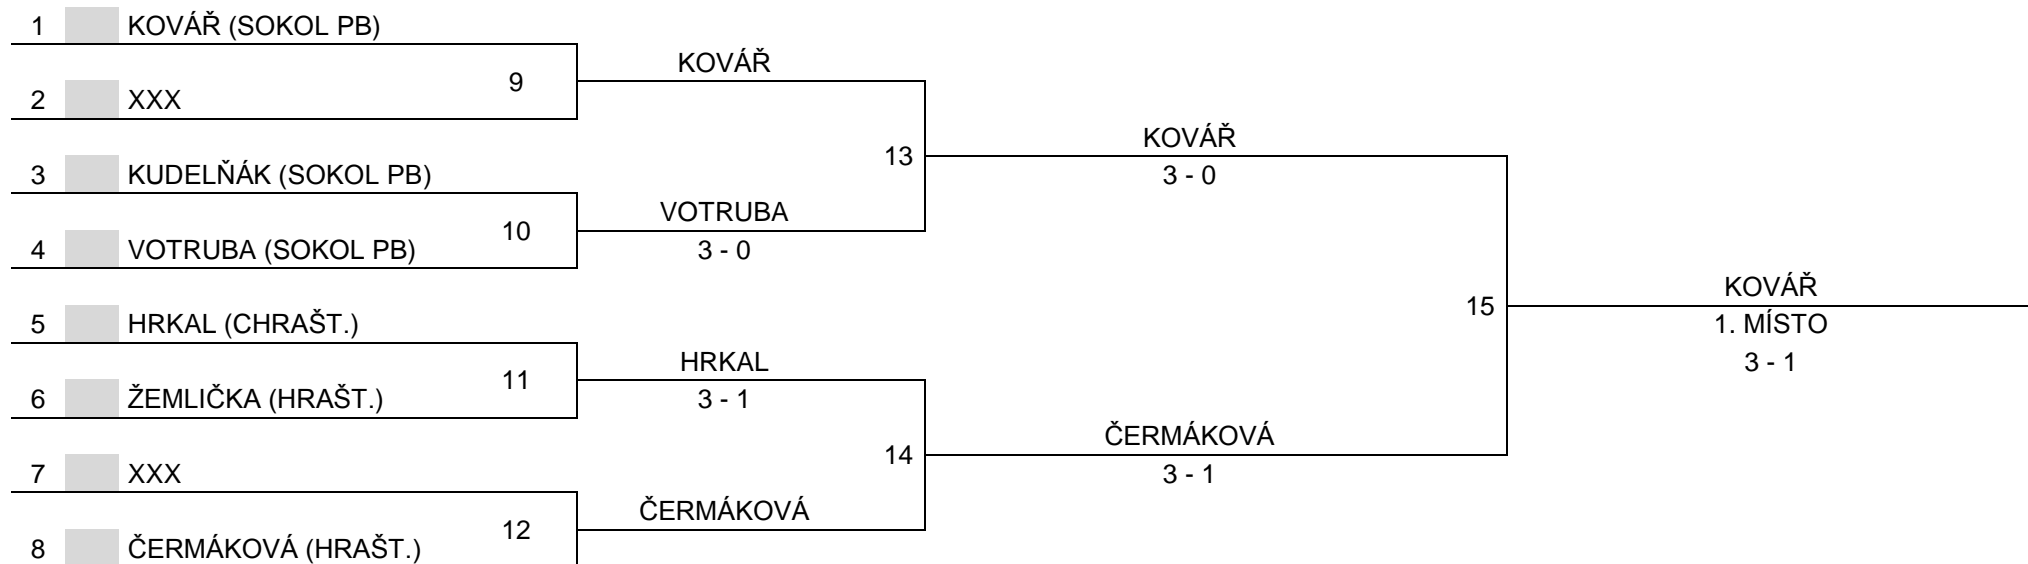 1 KOVÁŘ (SOKOL PB)
KOVÁŘ
9
2 XXX
KOVÁŘ
13
3 KUDELŇÁK (SOKOL PB)
3 - 0
VOTRUBA
10
4 VOTRUBA (SOKOL PB)
3 - 0
KOVÁŘ
15
5 HRKAL (CHRAŠT.)
1. MÍSTO
HRKAL
3 - 1
11
6 ŽEMLIČKA (HRAŠT.)
3 - 1
ČERMÁKOVÁ
14
7 XXX
3 - 1
ČERMÁKOVÁ
12
8 ČERMÁKOVÁ (HRAŠT.)